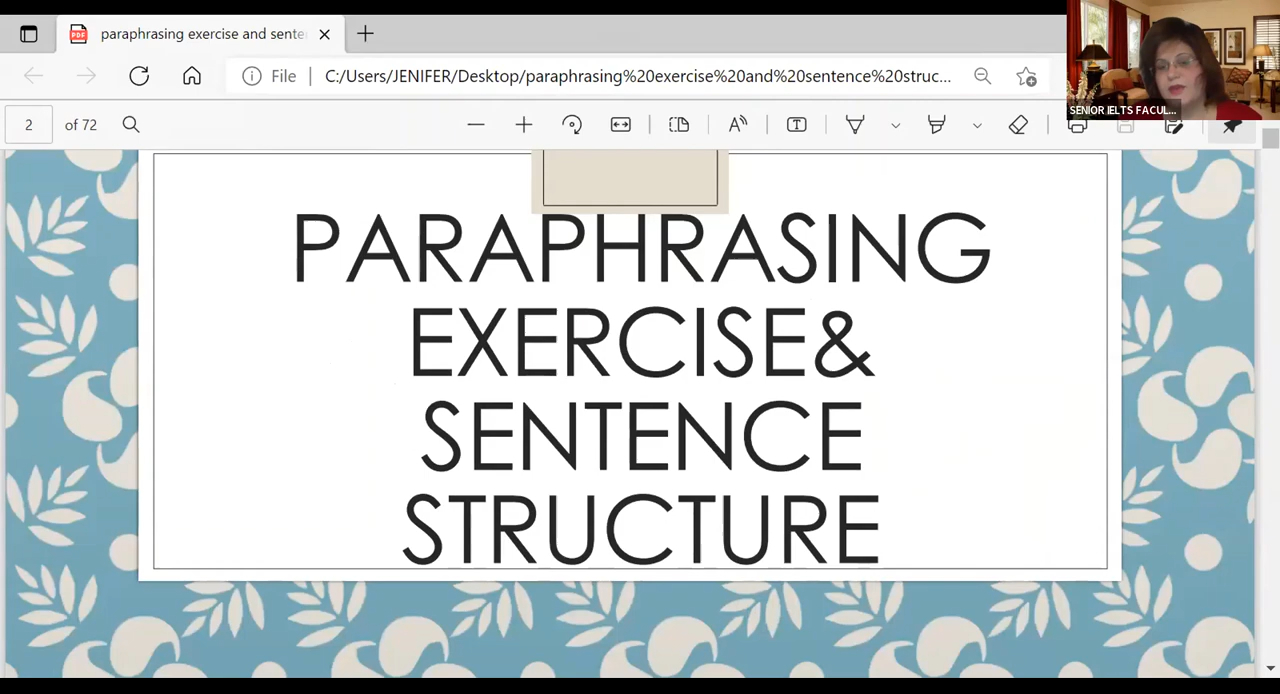 paraphrasing exercise and sente
File
C:/Users/JENIFER/Desktop/paraphrasing%20exercise%20and%20sentence%20struc...
SENIOR IELTS FACUL...
2 of 72
PARAPHRASING
EXERCISE&
SENTENCE
STRUCTURE